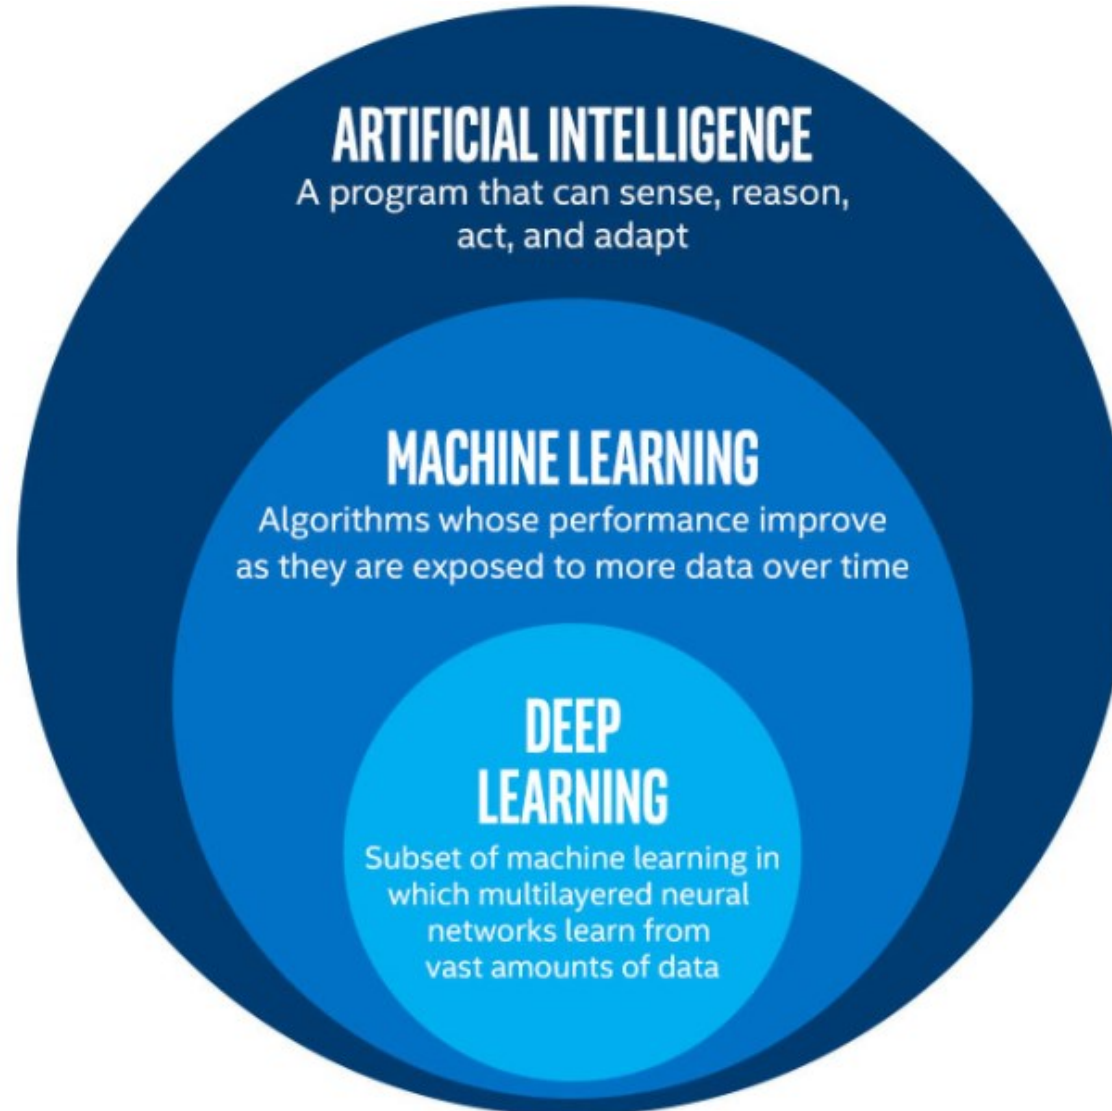 ARTIFICIAL INTELLIGENCE
A program that can sense, reason,
act, and adapt
MACHINE LEARNING
Algorithms whose performance improve
as they are exposed to more data over time
DEEP
LEARNING
Subset of machine learning in
which multilayered neural
networks learn from
vast amounts of data